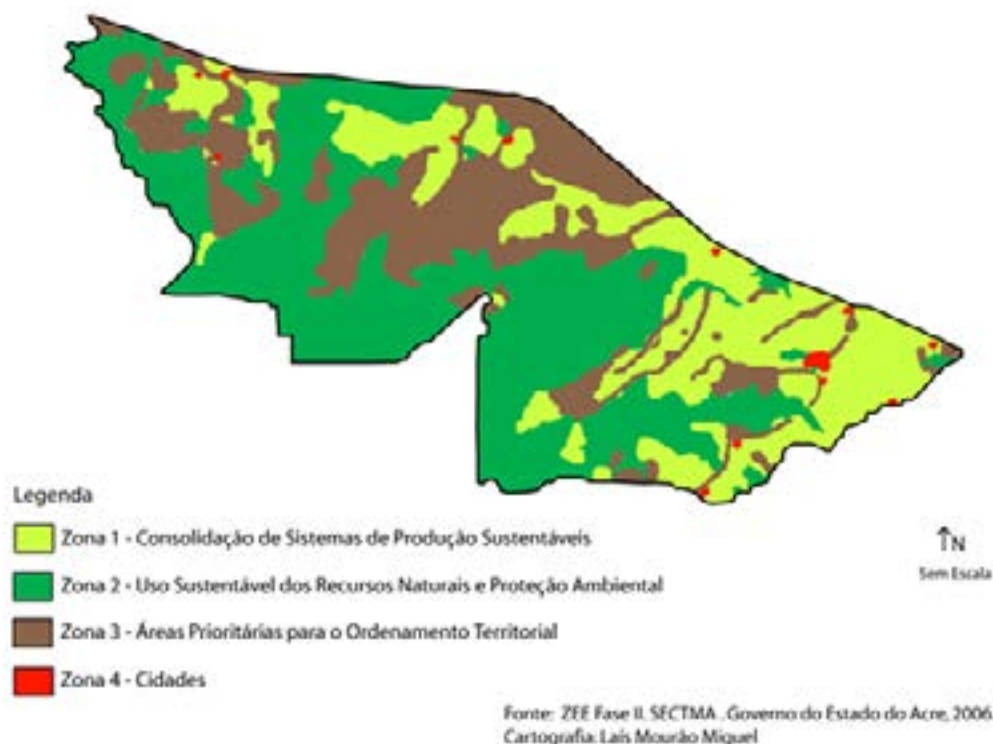 Legenda
Zona 1 - Consolidação de Sistemas de Produção Sustentáveis
Zona 2 - Uso Sustentável dos Recursos Naturais e Proteção Ambiental
Zona 3 - Áreas Prioritárias para o Ordenamento Territorial
Zona 4 - Cidades
↑N
Sem Escala
Fonte: ZEE Fase II. SECTMA . Governo do Estado do Acre, 2006
Cartografia: Laís Mourão Miguel